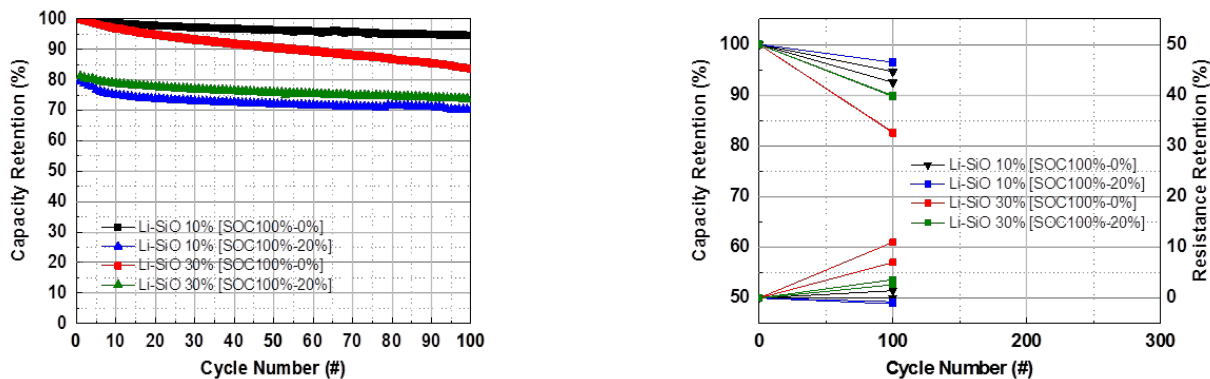 Capacity Retention (%)
100
90
80
70
60
50
40
30
20
10
0
Li-SiO 10% [SOC100%-0%]
Li-SiO 10% [SOC100%-20%]
Li-SiO 30% [SOC100%-0%]
Li-SiO 30% [SOC100%-20%]
0 10 20 30 40 50 60 70 80 90 100
Cycle Number (#)
Capacity Retention (%)
100
90
80
70
60
50
Li-SiO 10% [SOC100%-0%]
Li-SiO 10% [SOC100%-20%]
Li-SiO 30% [SOC100%-0%]
Li-SiO 30% [SOC100%-20%]
50
40
30
20
10
0
Resistance Retention (%)
0 100 200 300
Cycle Number (#)